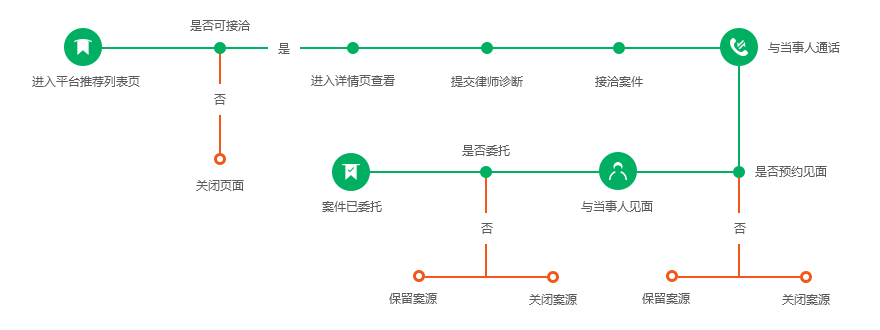 是否可接洽
是
与当事人通话
进入平台推荐列表页
进入详情页查看
提交律师诊断
接洽案件
否
关闭页面
是否委托
是否预约见面
案件已委托
与当事人见面
否
否
保留案源
关闭案源
保留案源
关闭案源